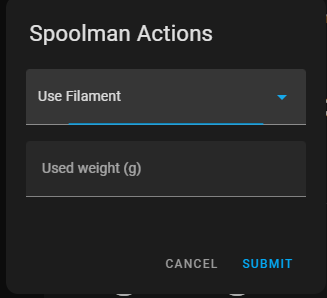 Spoolman Actions
Use Filament
Used weight (g)
CANCEL SUBMIT